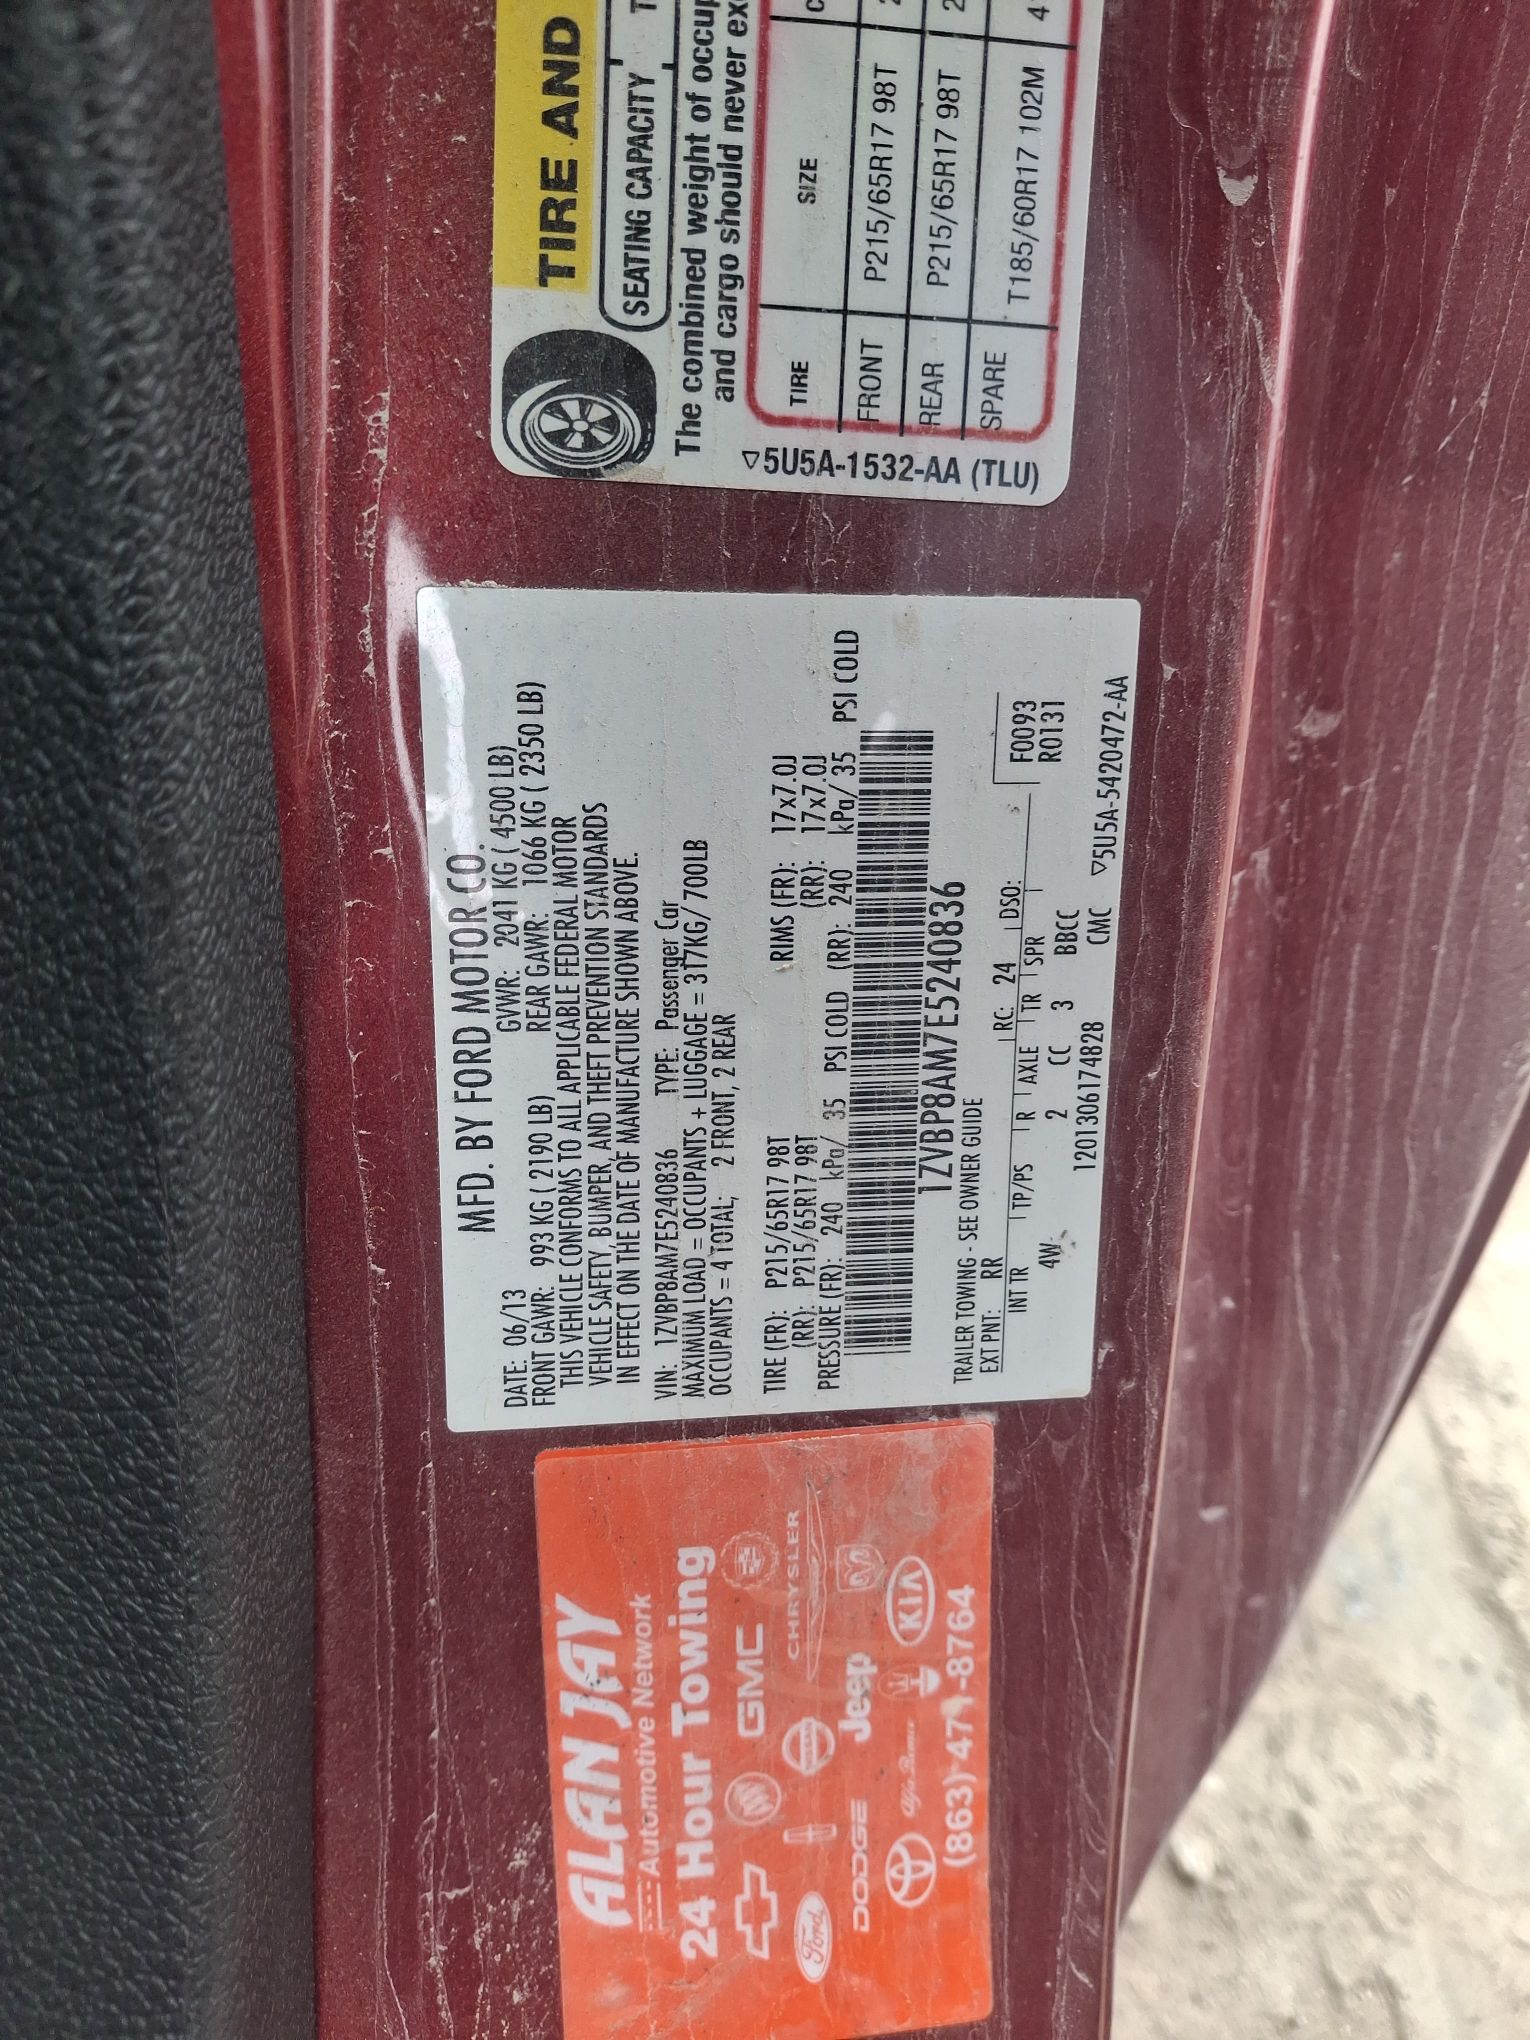 TIRE AND
SEATING CAPACITY
The combined weight of
and cargo should never
TIRE SIZE
FRONT P215/65R17 98T
REAR P215/65R17 98T
SPARE T185/60R17 102M
▽5U5A-1532-AA (TLU)
MFD. BY FORD MOTOR CO.
DATE: 06/13 GVWR: 2041 KG ( 4500 LB)
FRONT GAWR: 993 KG ( 2190 LB) REAR GAWR: 1066 KG ( 2350 LB)
THIS VEHICLE CONFORMS TO ALL APPLICABLE FEDERAL MOTOR
VEHICLE SAFETY, BUMPER, AND THEFT PREVENTION STANDARDS
IN EFFECT ON THE DATE OF MANUFACTURE SHOWN ABOVE.
VIN: 1ZVBP8AM7E5240836 TYPE: Passenger Car
MAXIMUM LOAD = OCCUPANTS + LUGGAGE = 317KG/700LB
OCCUPANTS = 4 TOTAL, 2 FRONT, 2 REAR
TIRE (FR): P215/65R17 98T RIMS (FR): 17x7.0J
(RR): P215/65R17 98T (RR): 17x7.0J
PRESSURE (FR): 240 kPa/ 35 PSI COLD (RR): 240 kPa/ 35 PSI COLD
1ZVBP8AM7E5240836
TRAILER TOWING - SEE OWNER GUIDE
EXT PNT: RR RC: 24 DSO:
INT TR TP/PS R AXLE TR SPR F0093
4W 2 CC 3 BBCC R0131
1201306174828 CMC ▽5U5A-5420472-AA
ALAN JAY
Automotive Network
24 Hour Towing
GMC
CHRYSLER
Ford
DODGE
Jeep
Alfa Romeo
KIA
(863) 471-8764